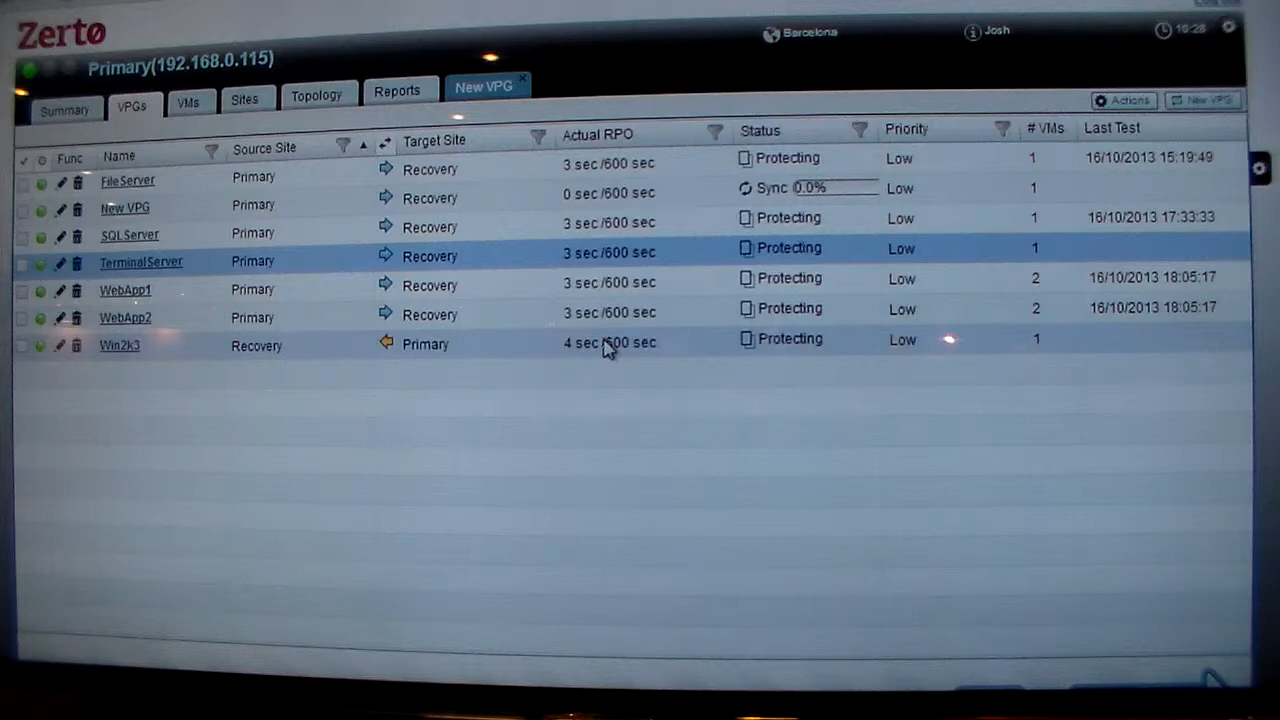 Zerto
Barcelona
Josh
Primary(192.168.0.115)
Summary VPGs VMs Sites Topology Reports New VPG
Actions New VPG
Func Name Source Site Target Site Actual RPO Status Priority # VMs Last Test
FileServer Primary Recovery 3 sec /600 sec Protecting Low 1 16/10/2013 15:19:49
New VPG Primary Recovery 0 sec /600 sec Sync 0.0% Low 1
SQLServer Primary Recovery 3 sec /600 sec Protecting Low 1 16/10/2013 17:33:33
TerminalServer Primary Recovery 3 sec /600 sec Protecting Low 1
WebApp1 Primary Recovery 3 sec /600 sec Protecting Low 2 16/10/2013 18:05:17
WebApp2 Primary Recovery 3 sec /600 sec Protecting Low 2 16/10/2013 18:05:17
Win2k3 Recovery Primary 4 sec /600 sec Protecting Low 1